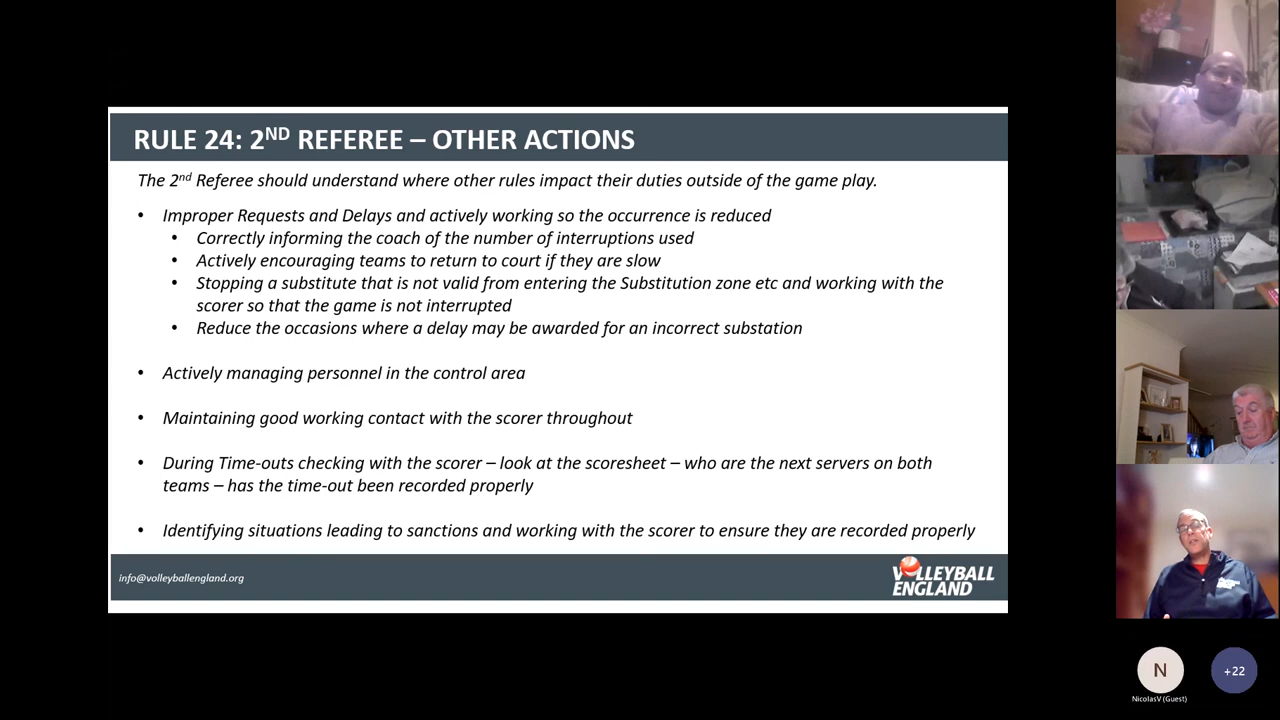 RULE 24: 2ND REFEREE – OTHER ACTIONS
The 2nd Referee should understand where other rules impact their duties outside of the game play.
• Improper Requests and Delays and actively working so the occurrence is reduced
• Correctly informing the coach of the number of interruptions used
• Actively encouraging teams to return to court if they are slow
• Stopping a substitute that is not valid from entering the Substitution zone etc and working with the
scorer so that the game is not interrupted
• Reduce the occasions where a delay may be awarded for an incorrect substation
• Actively managing personnel in the control area
• Maintaining good working contact with the scorer throughout
• During Time-outs checking with the scorer – look at the scoresheet – who are the next servers on both
teams – has the time-out been recorded properly
• Identifying situations leading to sanctions and working with the scorer to ensure they are recorded properly
info@volleyballengland.org
VOLLEYBALL
ENGLAND
N
+22
NicolasV (Guest)